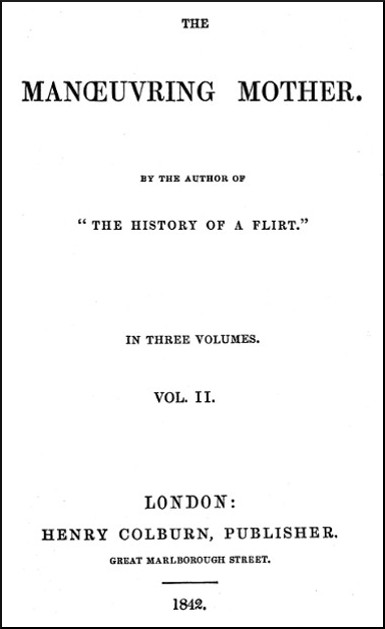 THE
MANŒUVRING MOTHER.
BY THE AUTHOR OF
“ THE HISTORY OF A FLIRT.”
IN THREE VOLUMES.
VOL. II.
LONDON:
HENRY COLBURN, PUBLISHER.
GREAT MARLBOROUGH STREET.
1842.